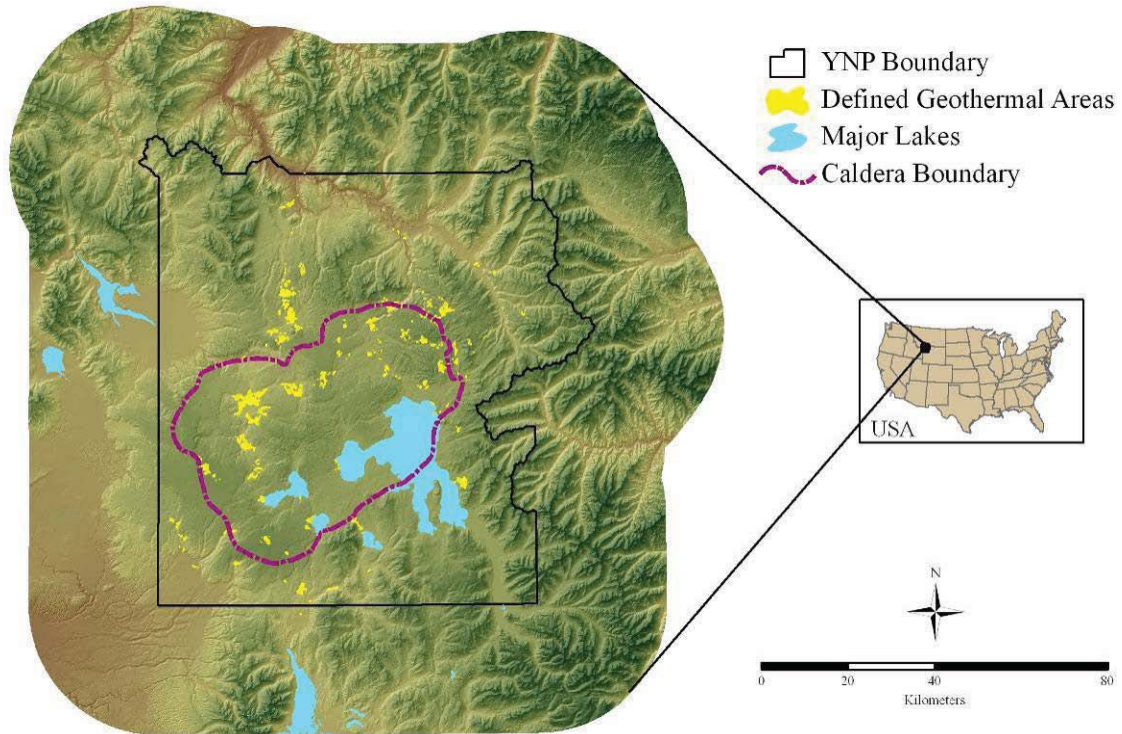 YNP Boundary
Defined Geothermal Areas
Major Lakes
Caldera Boundary
USA
N
0 20 40 80
Kilometers